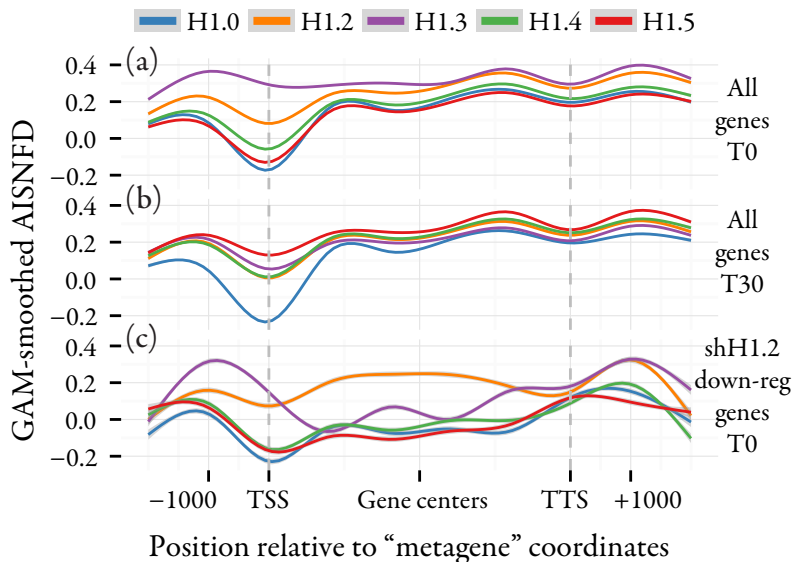 H1.0 H1.2 H1.3 H1.4 H1.5
GAM-smoothed AISNFD
(a)
0.4
0.2
0.0
−0.2
All
genes
T0
(b)
0.4
0.2
0.0
−0.2
All
genes
T30
(c)
0.4
0.2
0.0
−0.2
shH1.2
down-reg
genes
T0
−1000 TSS Gene centers TTS +1000
Position relative to “metagene” coordinates